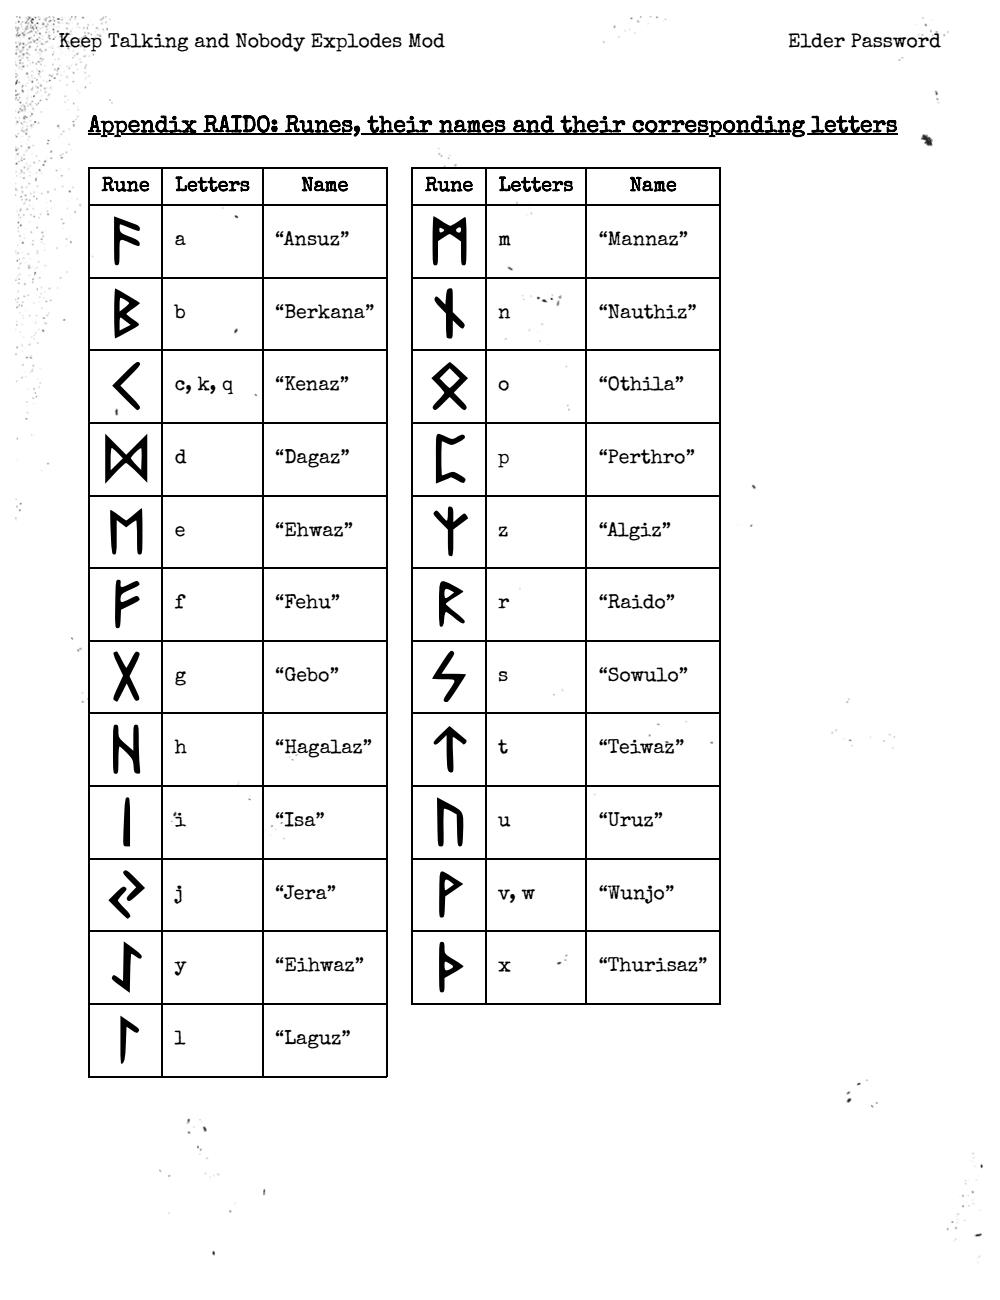 Keep Talking and Nobody Explodes Mod Elder Password
Appendix RAIDO: Runes, their names and their corresponding letters
Rune Letters Name
ᚨ a “Ansuz”
ᛒ b “Berkana”
ᚲ c, k, q “Kenaz”
ᛞ d “Dagaz”
ᛖ e “Ehwaz”
ᚠ f “Fehu”
ᚷ g “Gebo”
ᚺ h “Hagalaz”
ᛁ i “Isa”
ᛃ j “Jera”
ᛇ y “Eihwaz”
ᛚ l “Laguz”
Rune Letters Name
ᛗ m “Mannaz”
ᚾ n “Nauthiz”
ᛟ o “Othila”
ᛈ p “Perthro”
ᛉ z “Algiz”
ᚱ r “Raido”
ᛊ s “Sowulo”
ᛏ t “Teiwaz”
ᚢ u “Uruz”
ᚹ v, w “Wunjo”
ᚦ x “Thurisaz”